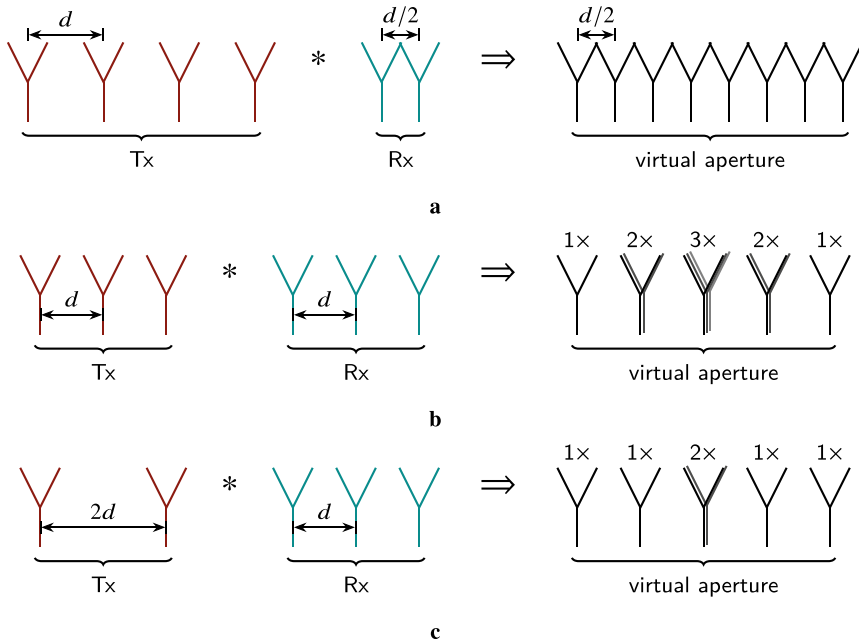 d d/2 d/2
* ⇒
Tx Rx virtual aperture
a
1× 2× 3× 2× 1×
* ⇒
d d
Tx Rx virtual aperture
b
1× 1× 2× 1× 1×
* ⇒
2d d
Tx Rx virtual aperture
c